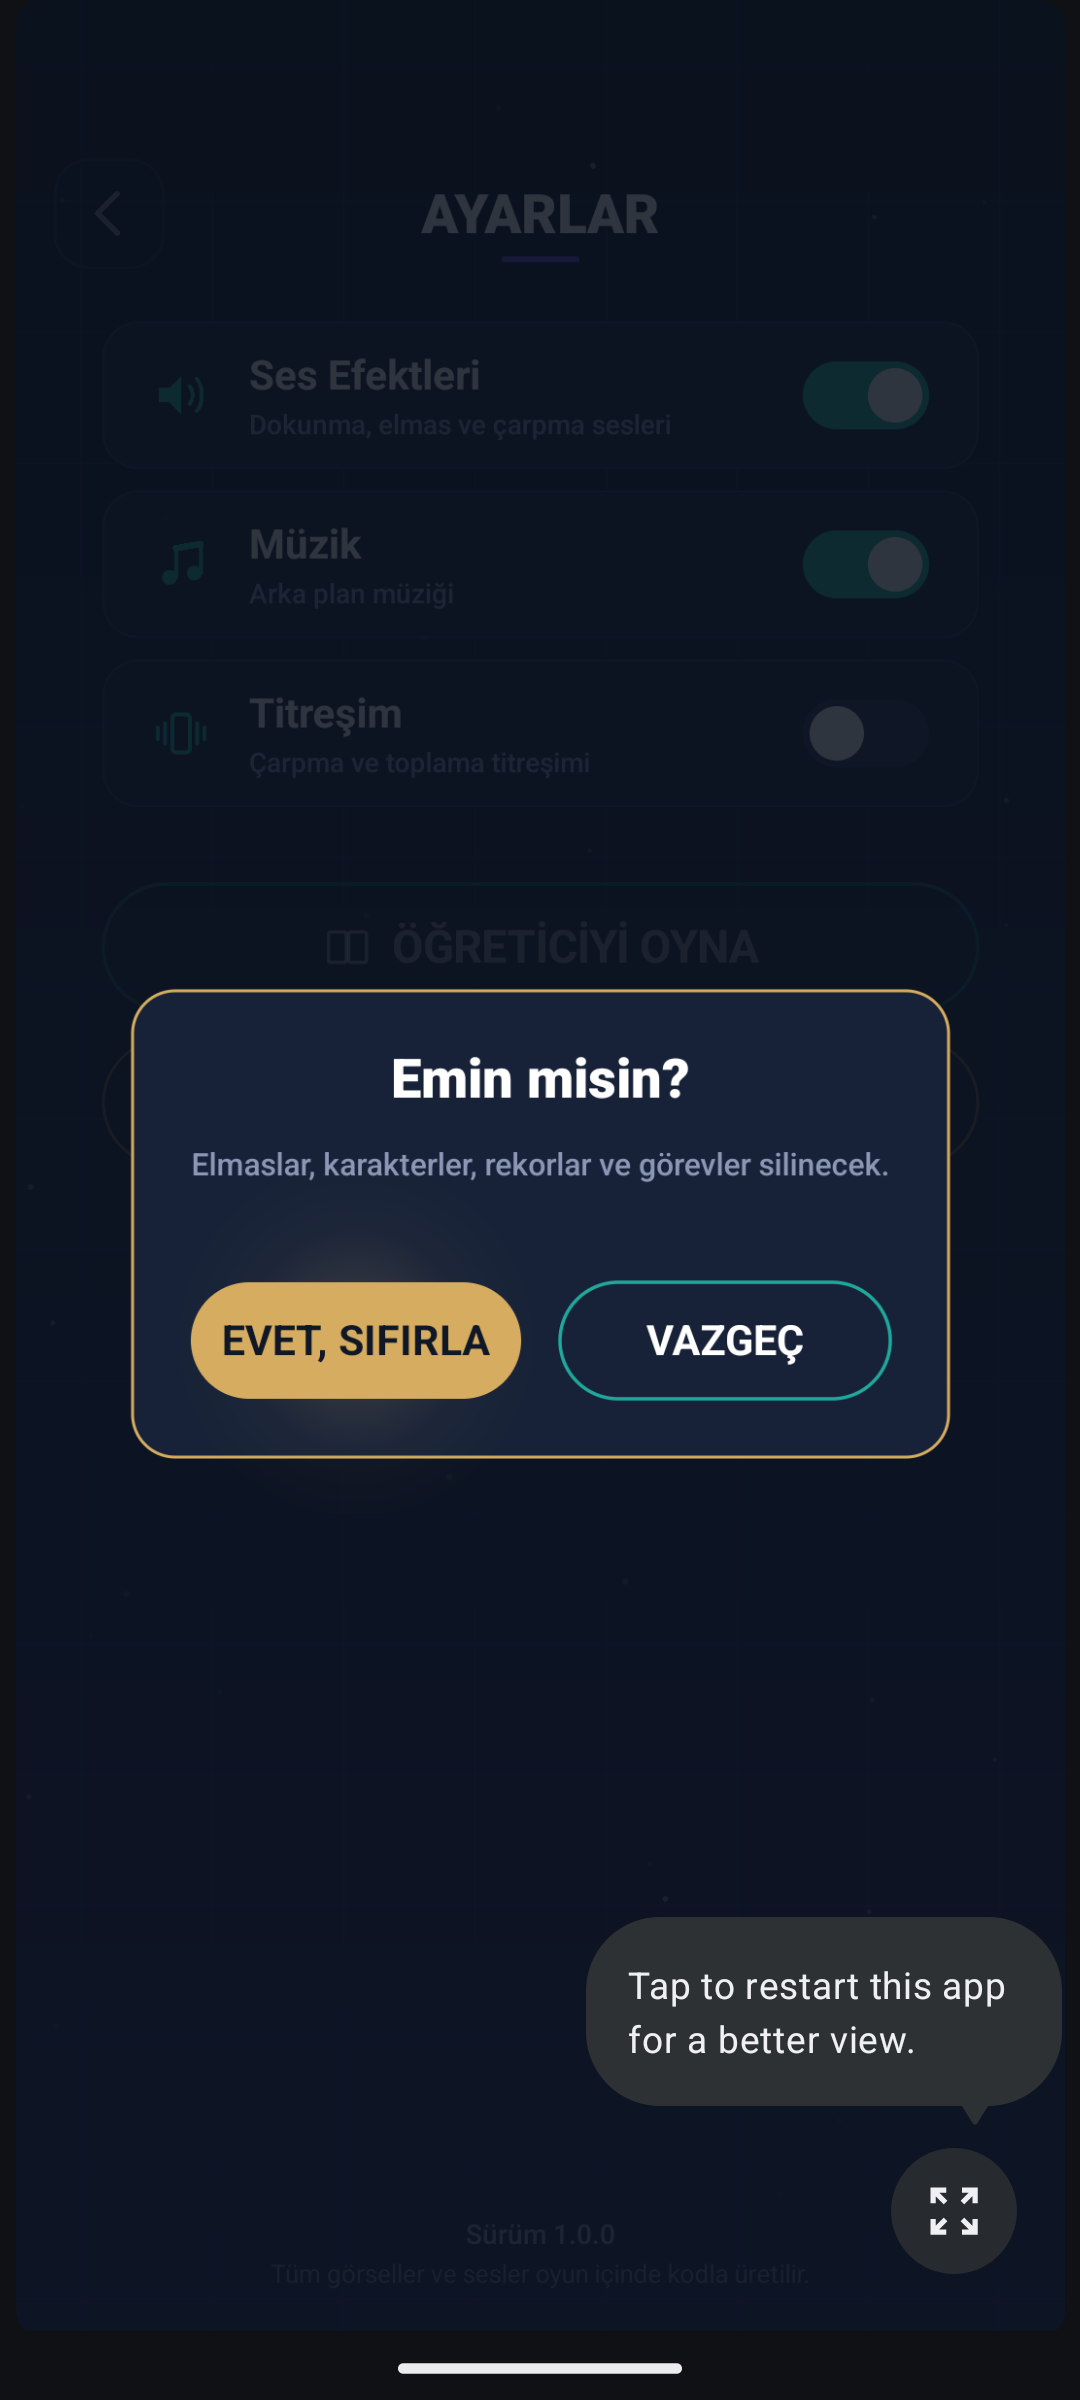 AYARLAR
Ses Efektleri
Dokunma, elmas ve çarpma sesleri
Müzik
Arka plan müziği
Titreşim
Çarpma ve toplama titreşimi
ÖĞRETİCİYİ OYNA
Emin misin?
Elmaslar, karakterler, rekorlar ve görevler silinecek.
EVET, SIFIRLA
VAZGEÇ
Tap to restart this app
for a better view.
Sürüm 1.0.0
Tüm görseller ve sesler oyun içinde kodla üretilir.